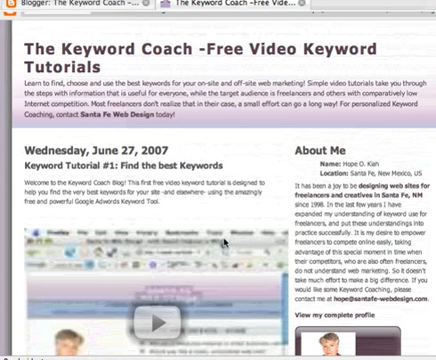 Blogger: The Keyword Coach –...
The Keyword Coach –Free Vide...
The Keyword Coach -Free Video Keyword
Tutorials
Learn to find, choose and use the best keywords for your on-site and off-site web marketing! Simple video tutorials take you through
the steps with information that is useful for everyone, while the target audience is freelancers and others with comparatively low
Internet competition. Most freelancers don't realize that in their case, a small effort can go a long way! For personalized Keyword
Coaching, contact Santa Fe Web Design today!
Wednesday, June 27, 2007
Keyword Tutorial #1: Find the best Keywords
Welcome to the Keyword Coach Blog! This first free video keyword tutorial is designed to
help you find the very best keywords for your site -and elsewhere- using the amazingly
free and powerful Google Adwords Keyword Tool.
About Me
Name: Hope O. Kiah
Location: Santa Fe, New Mexico, US
It has been a joy to be designing web sites for
freelancers and creatives in Santa Fe, NM
since 1998. In the last few years I have
expanded my understanding of keyword use for
freelancers, and put these understandings into
practice successfully. It is my desire to empower
freelancers to compete online easily, taking
advantage of this special moment in time when
their competitors, who are also often freelancers,
do not understand web marketing. So it doesn't
take much effort to make a big difference. If you
would like some Keyword Coaching, please
contact me at hope@santafe-webdesign.com.
View my complete profile